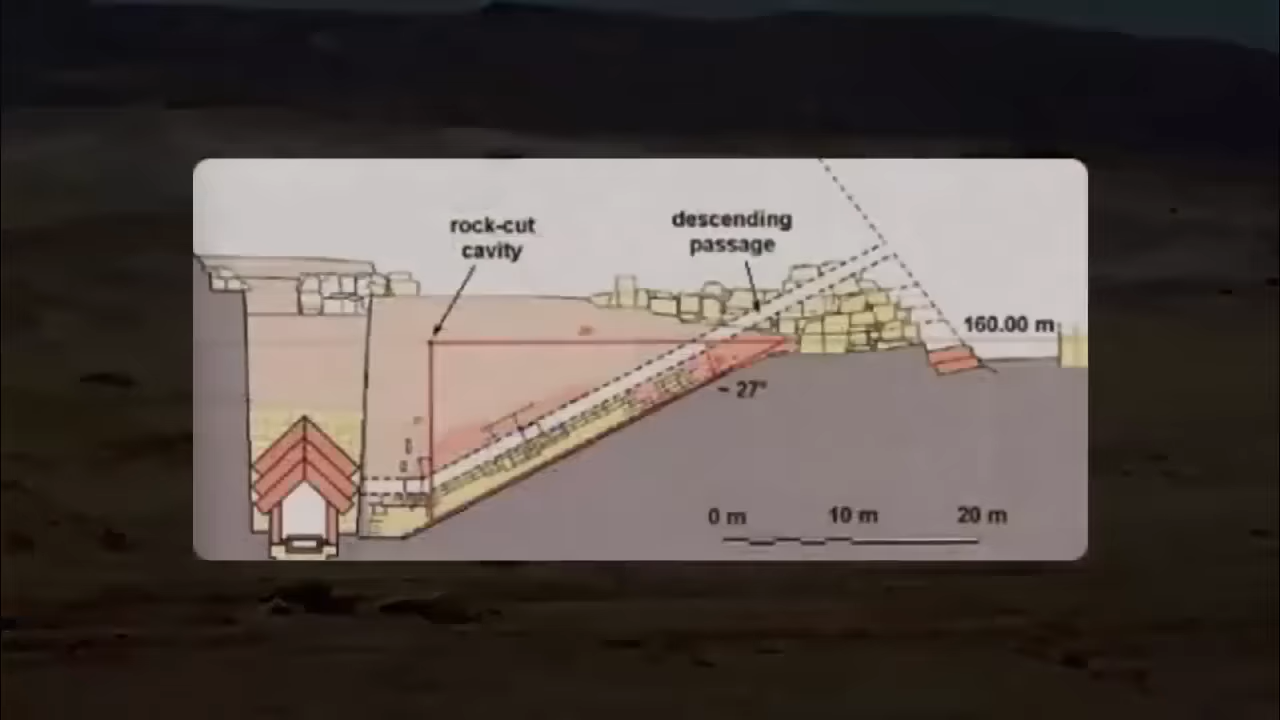 rock-cut
cavity
descending
passage
160.00 m
~ 27°
0 m
10 m
20 m